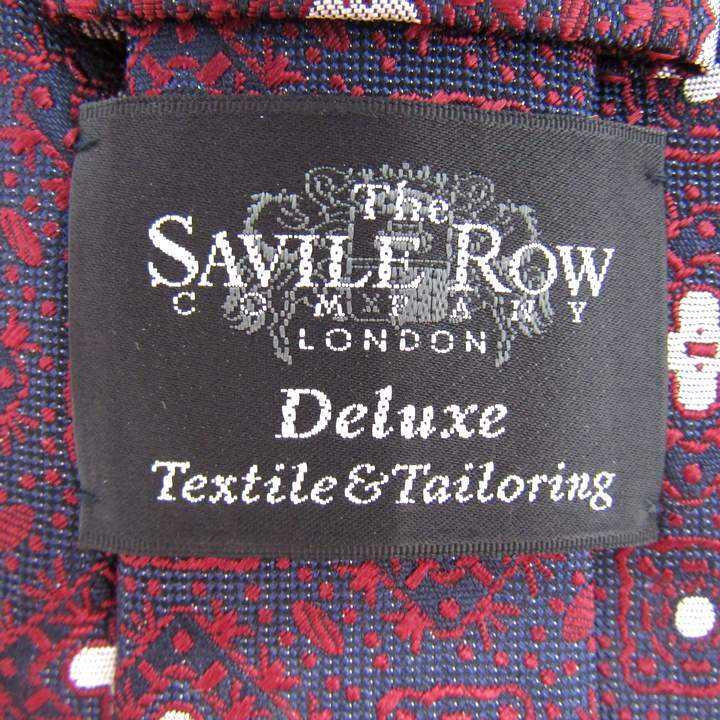 The
SAVILE ROW
COMPANY
LONDON
Deluxe
Textile & Tailoring